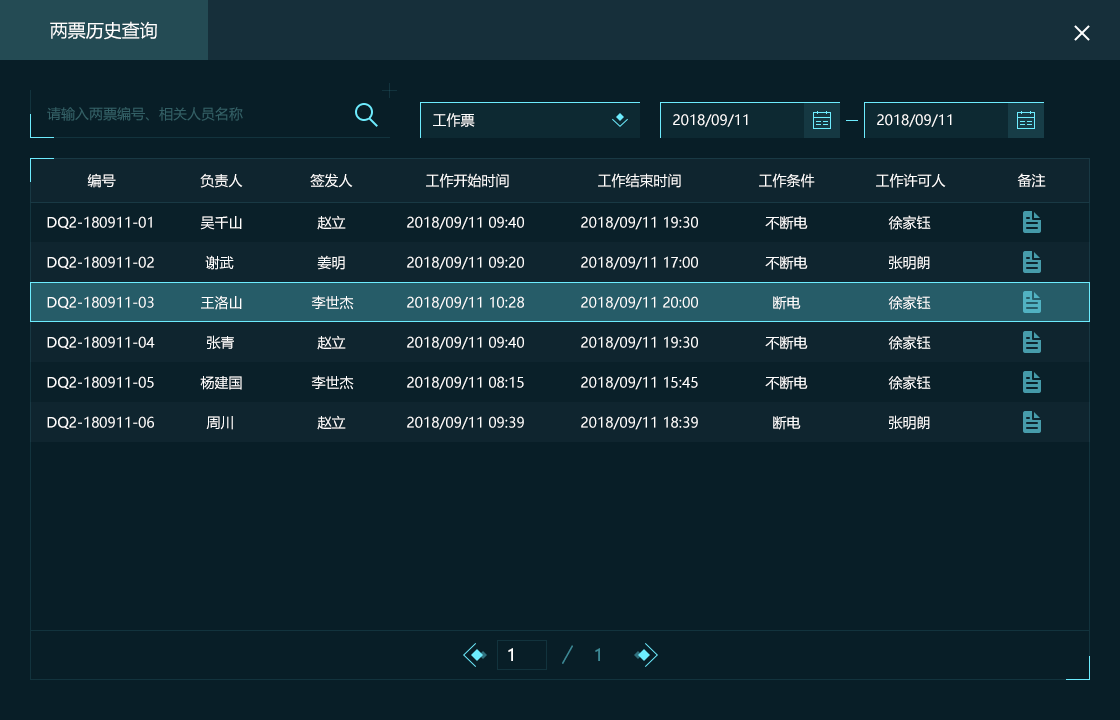 两票历史查询
请输入两票编号、相关人员名称
工作票 2018/09/11 – 2018/09/11
编号 负责人 签发人 工作开始时间 工作结束时间 工作条件 工作许可人 备注
DQ2-180911-01 吴千山 赵立 2018/09/11 09:40 2018/09/11 19:30 不断电 徐家钰
DQ2-180911-02 谢武 姜明 2018/09/11 09:20 2018/09/11 17:00 不断电 张明朗
DQ2-180911-03 王洛山 李世杰 2018/09/11 10:28 2018/09/11 20:00 断电 徐家钰
DQ2-180911-04 张青 赵立 2018/09/11 09:40 2018/09/11 19:30 不断电 徐家钰
DQ2-180911-05 杨建国 李世杰 2018/09/11 08:15 2018/09/11 15:45 不断电 徐家钰
DQ2-180911-06 周川 赵立 2018/09/11 09:39 2018/09/11 18:39 断电 张明朗
1 / 1